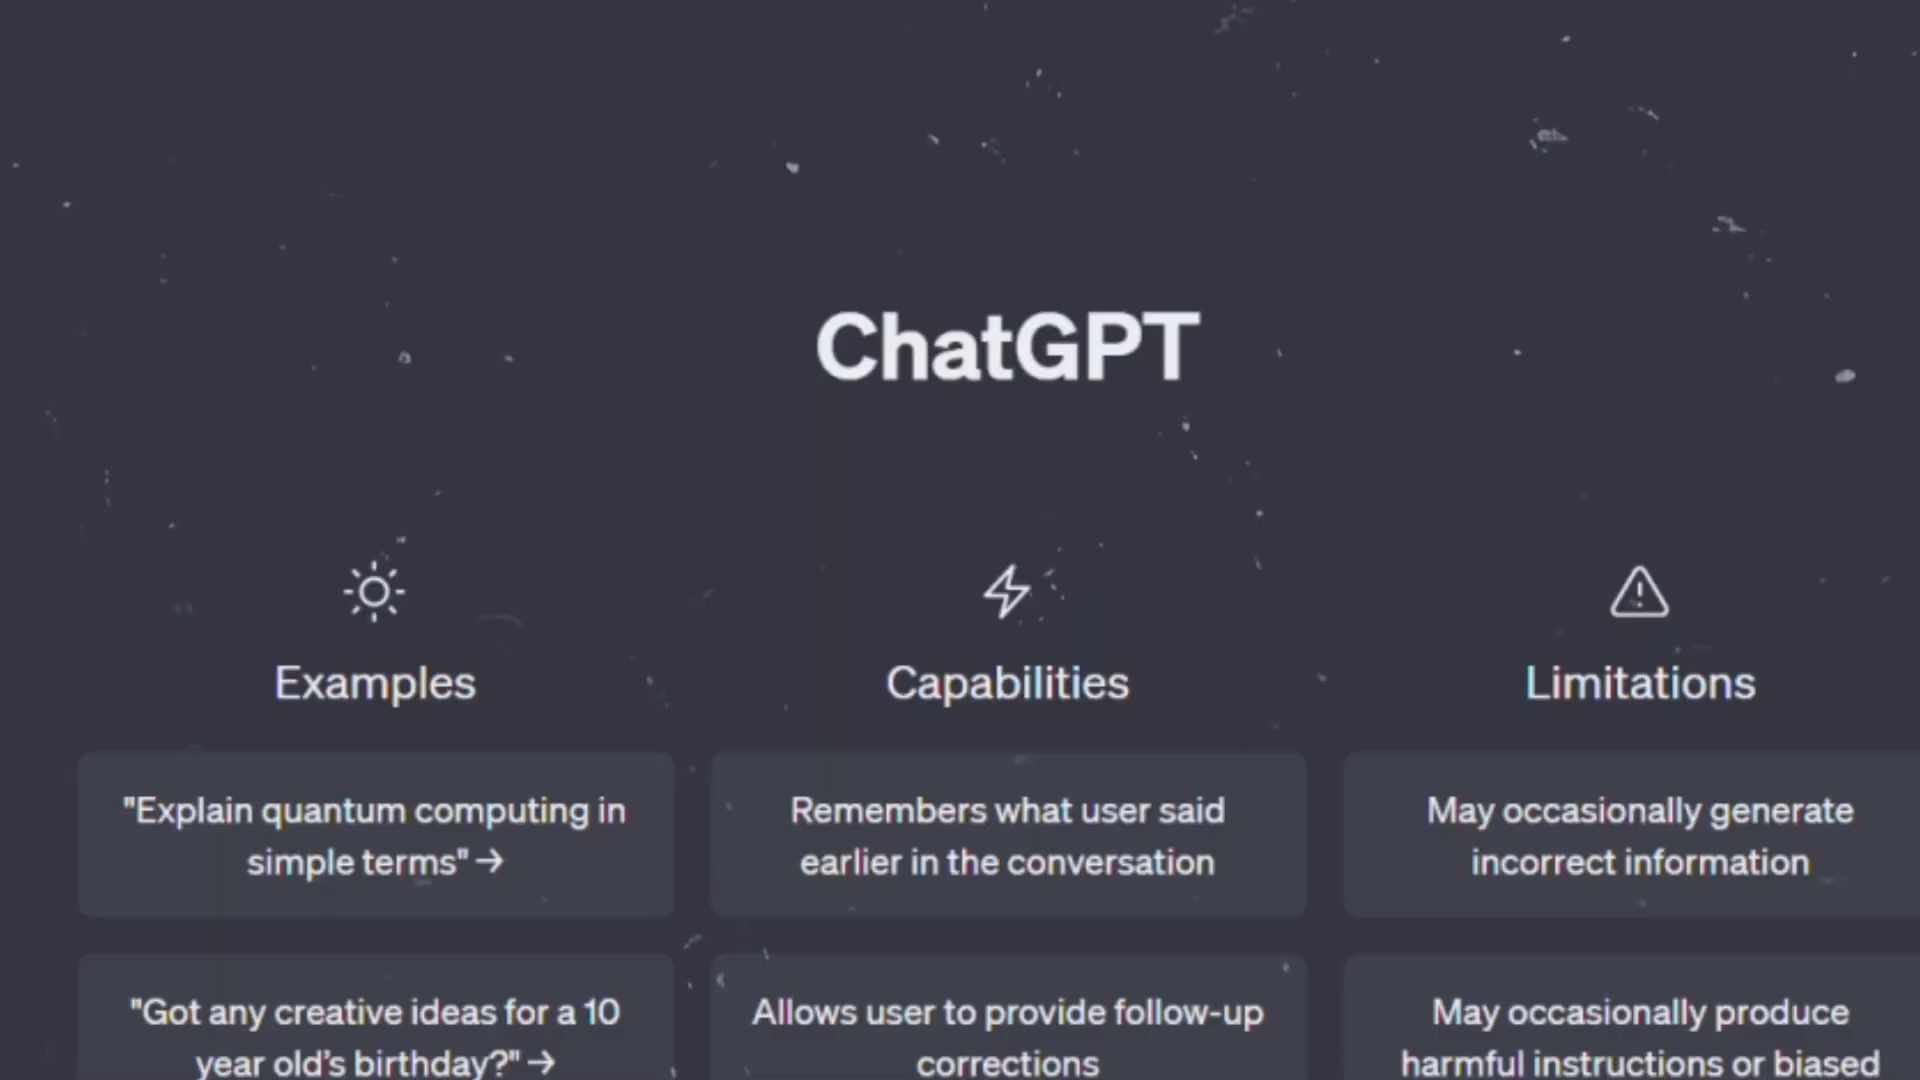 ChatGPT
Examples
Capabilities
Limitations
"Explain quantum computing in
simple terms" →
Remembers what user said
earlier in the conversation
May occasionally generate
incorrect information
"Got any creative ideas for a 10
year old's birthday?" →
Allows user to provide follow-up
corrections
May occasionally produce
harmful instructions or biased